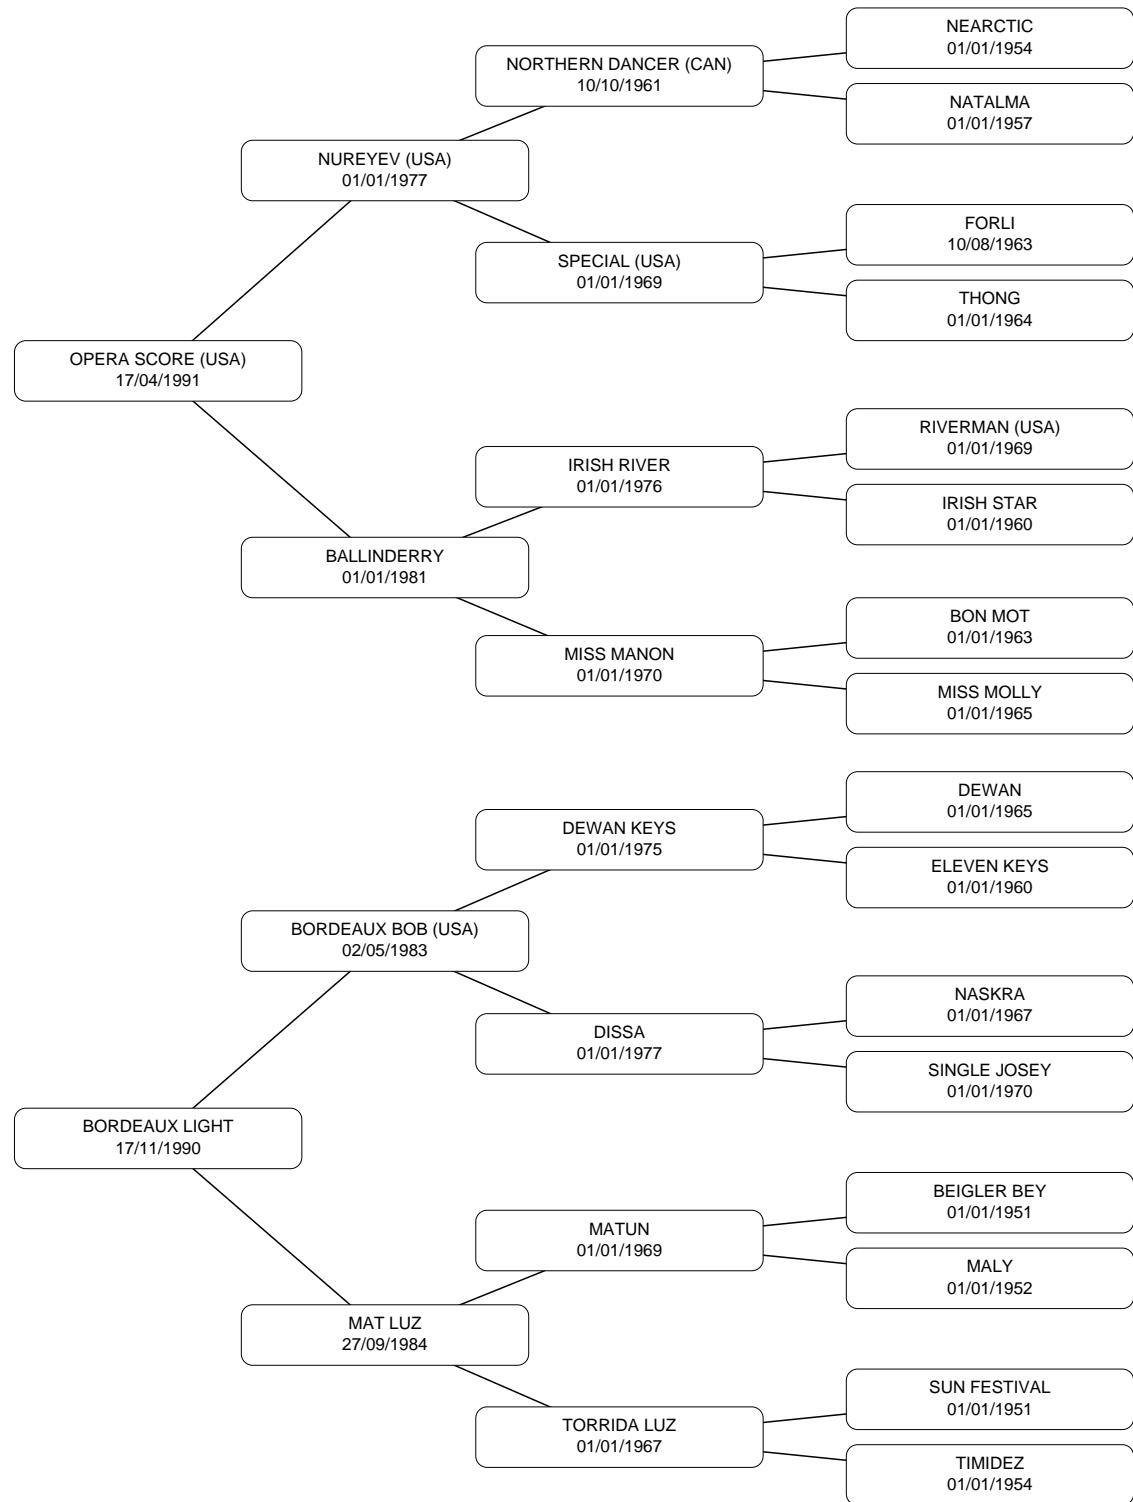 NEARCTIC
01/01/1954
NORTHERN DANCER (CAN)
10/10/1961
NATALMA
01/01/1957
NUREYEV (USA)
01/01/1977
FORLI
10/08/1963
SPECIAL (USA)
01/01/1969
THONG
01/01/1964
OPERA SCORE (USA)
17/04/1991
RIVERMAN (USA)
01/01/1969
IRISH RIVER
01/01/1976
IRISH STAR
01/01/1960
BALLINDERRY
01/01/1981
BON MOT
01/01/1963
MISS MANON
01/01/1970
MISS MOLLY
01/01/1965
DEWAN
01/01/1965
DEWAN KEYS
01/01/1975
ELEVEN KEYS
01/01/1960
BORDEAUX BOB (USA)
02/05/1983
NASKRA
01/01/1967
DISSA
01/01/1977
SINGLE JOSEY
01/01/1970
BORDEAUX LIGHT
17/11/1990
BEIGLER BEY
01/01/1951
MATUN
01/01/1969
MALY
01/01/1952
MAT LUZ
27/09/1984
SUN FESTIVAL
01/01/1951
TORRIDA LUZ
01/01/1967
TIMIDEZ
01/01/1954